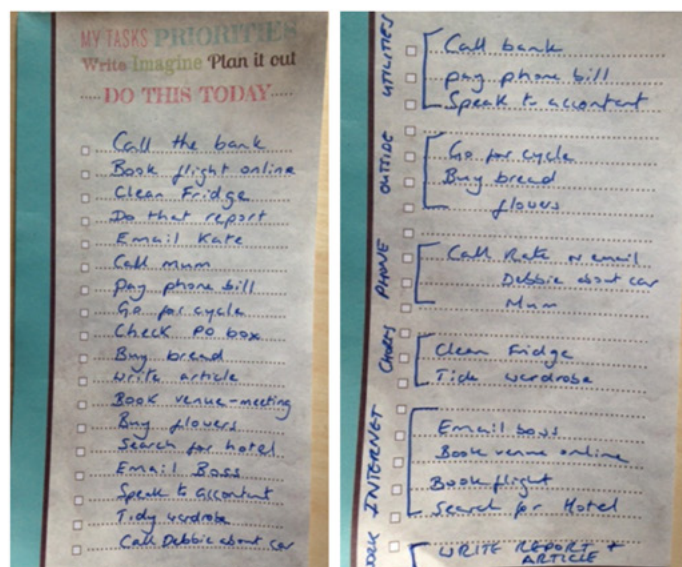 MY TASKS PRIORITIES
Write Imagine Plan it out
DO THIS TODAY
Call the bank
Book flight online
Clean Fridge
Do that report
Email Kate
Call mum
pay phone bill
Go for cycle
Check PO box
Buy bread
write article
Book venue-meeting
Buy flowers
Search for hotel
Email Boss
Speak to accontant
Tidy wardrobe
Call Debbie about car
UTILITIES
Call bank
pay phone bill
Speak to accontant
OUTSIDE
Go for cycle
Buy bread
flowers
PHONE
Call Kate or email
Debbie about car
Mum
CHORES
Clean Fridge
Tide wardrobe
INTERNET
Email boss
Book venue online
Book flight
Search for Hotel
WORK
WRITE REPORT +
ARTICLE